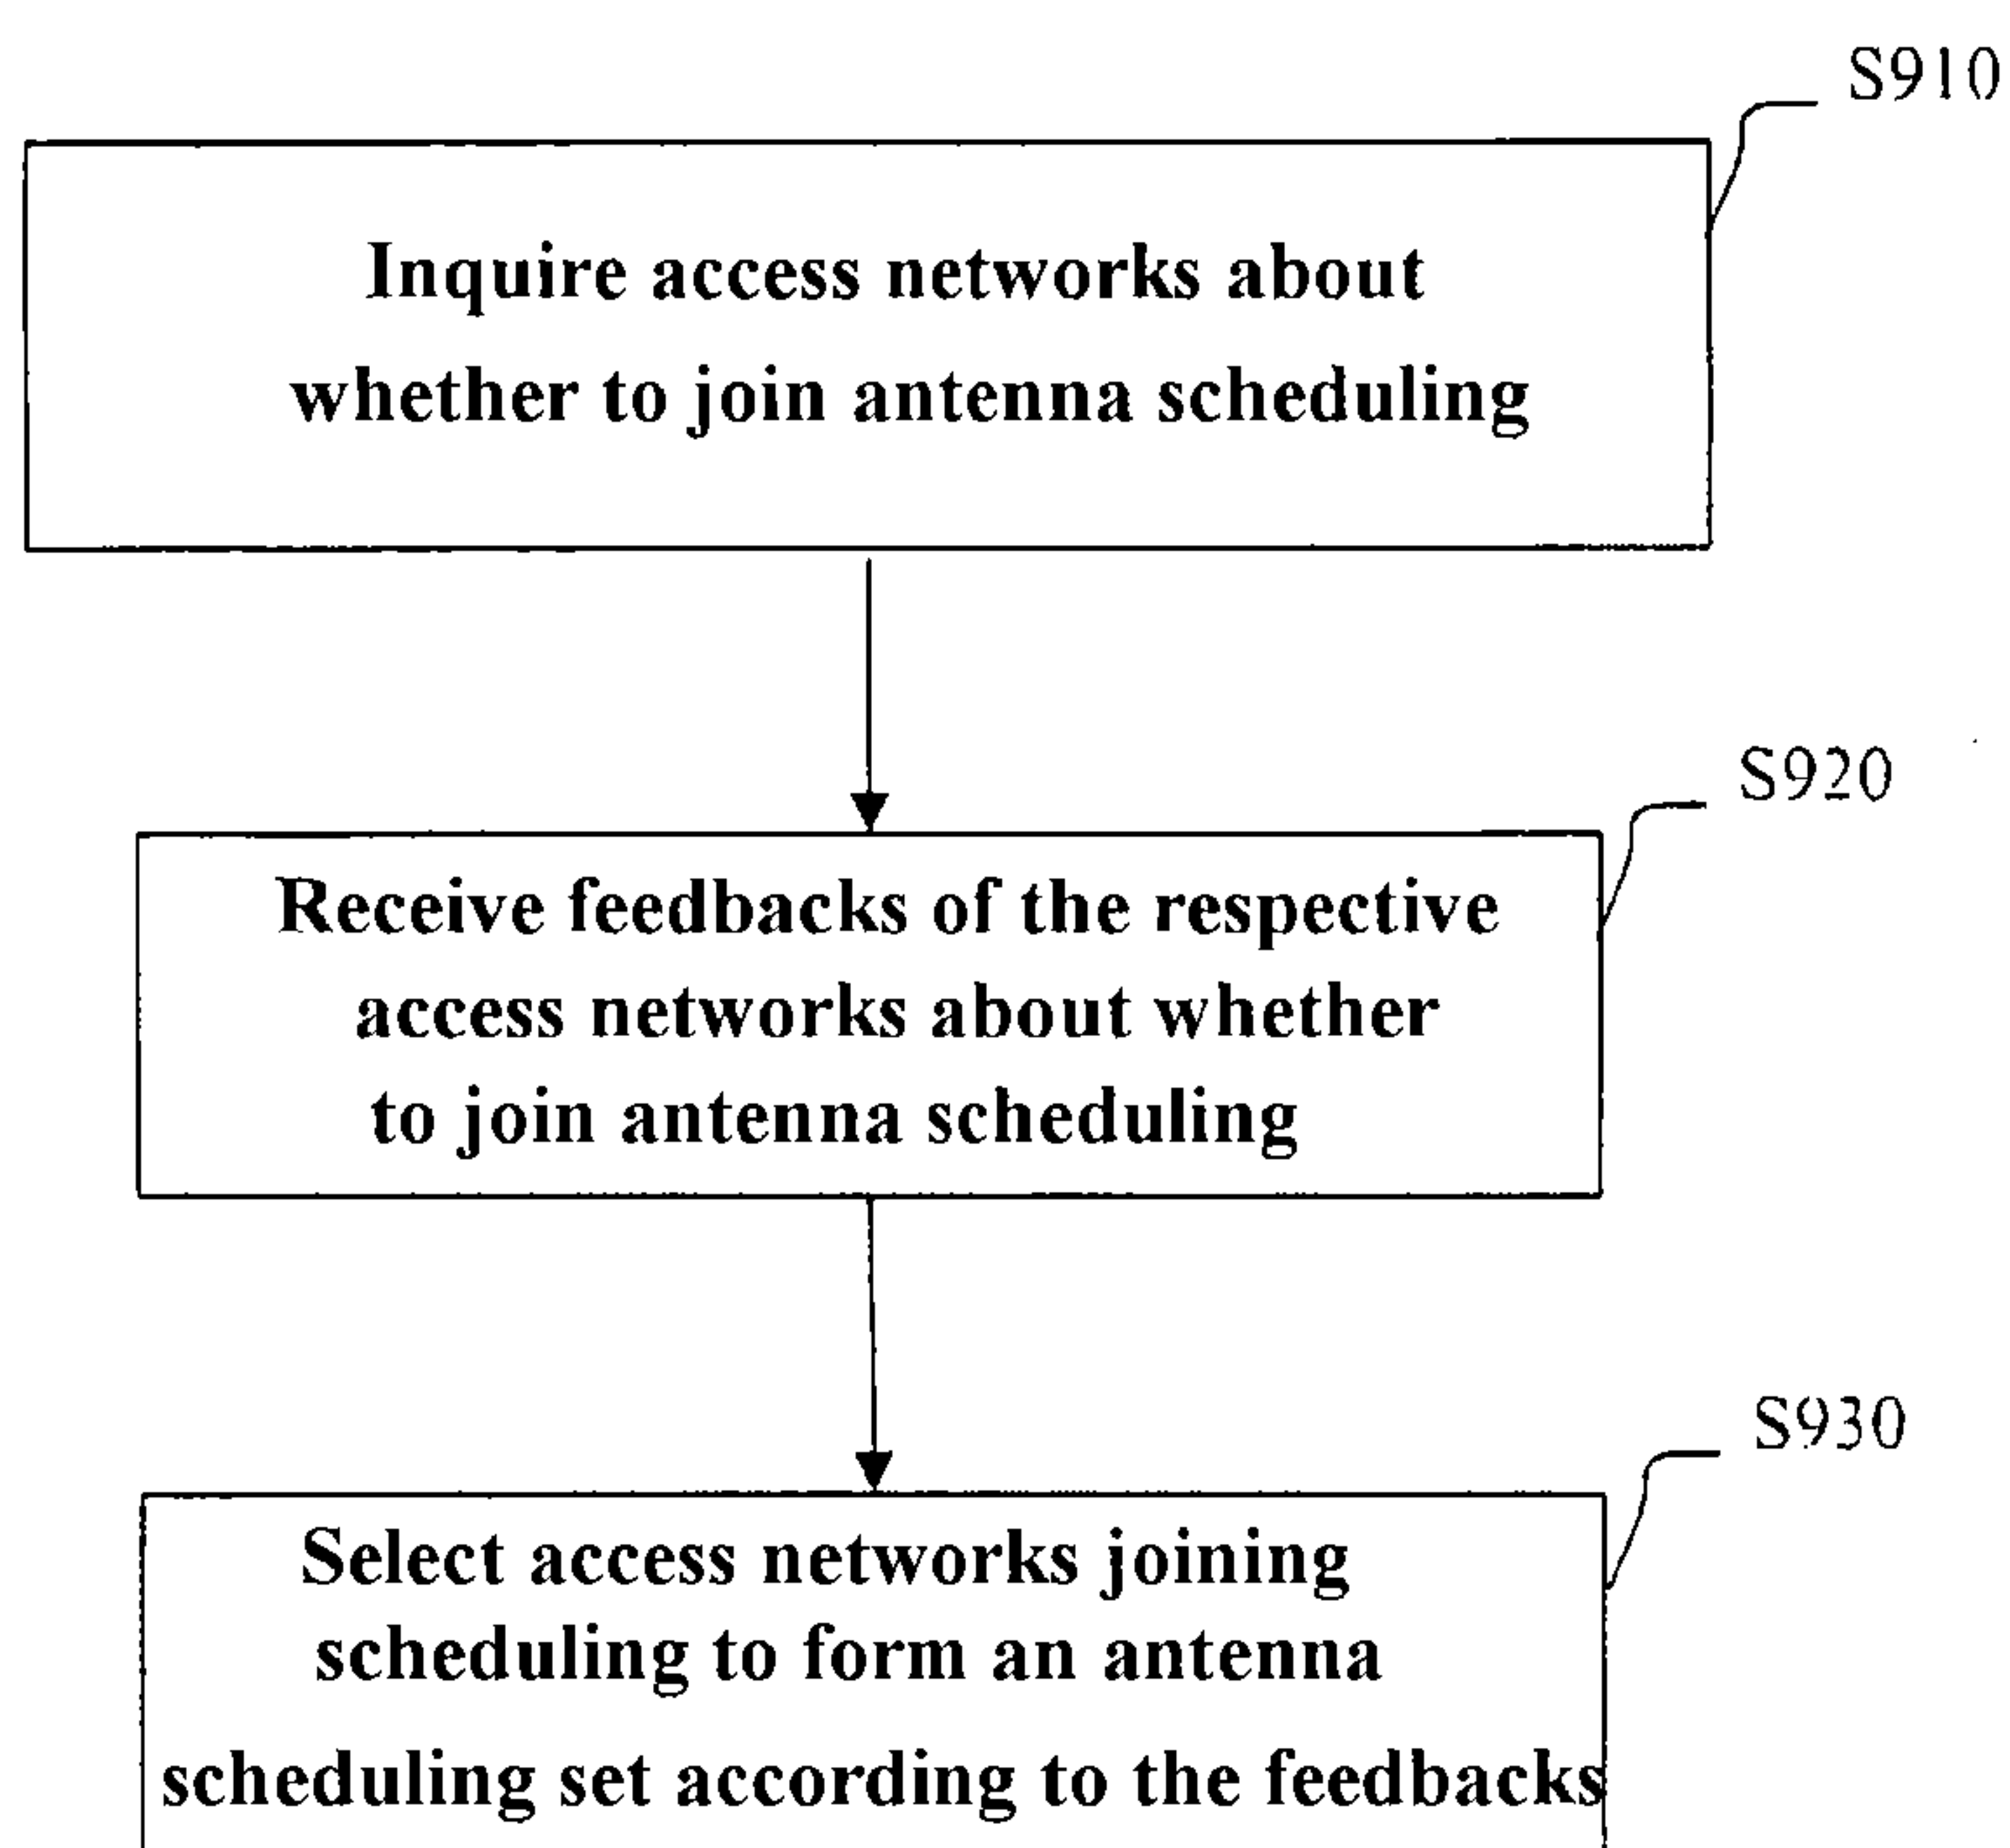 S910
Inquire access networks about
whether to join antenna scheduling
S920
Receive feedbacks of the respective
access networks about whether
to join antenna scheduling
S930
Select access networks joining
scheduling to form an antenna
scheduling set according to the feedbacks